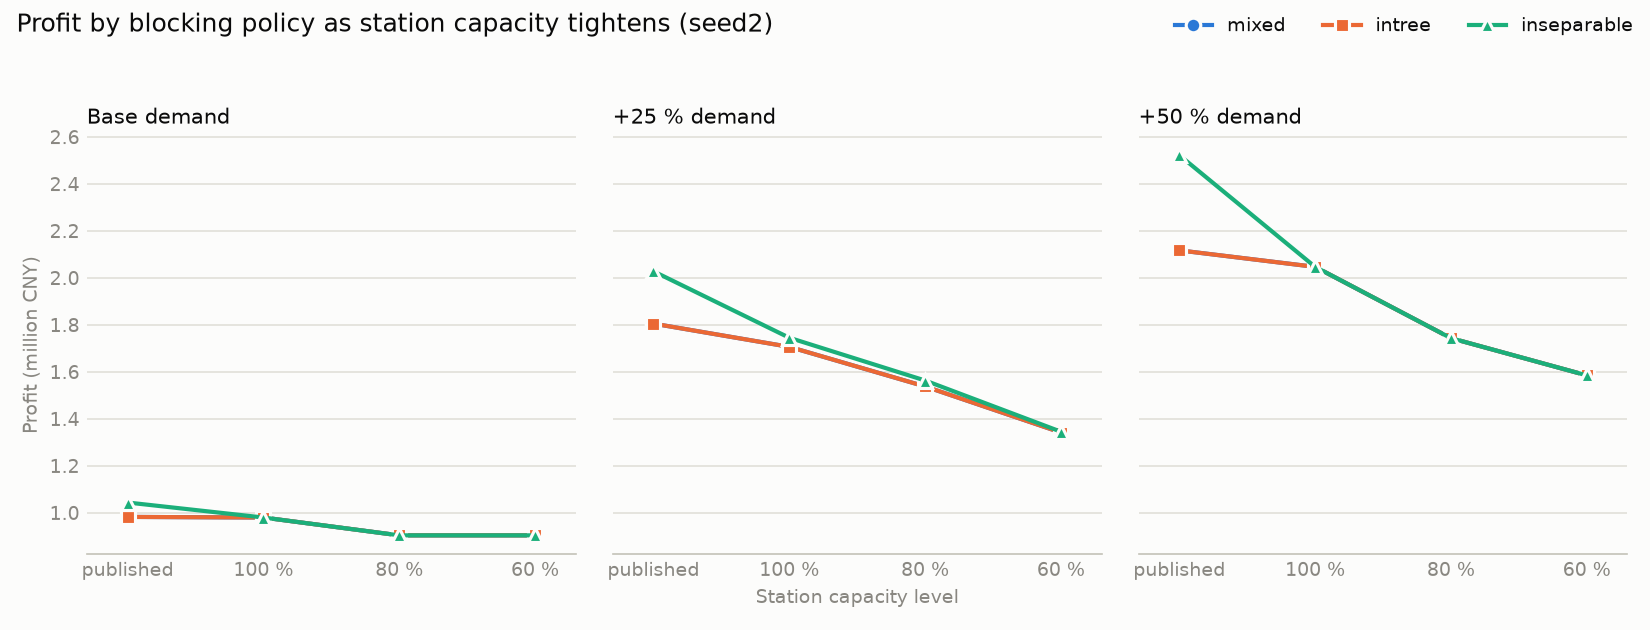 Profit by blocking policy as station capacity tightens (seed2)
mixed
intree
inseparable
Base demand
+25 % demand
+50 % demand
2.6
2.4
2.2
2.0
1.8
1.6
1.4
1.2
1.0
Profit (million CNY)
published 100 % 80 % 60 %
published 100 % 80 % 60 %
published 100 % 80 % 60 %
Station capacity level